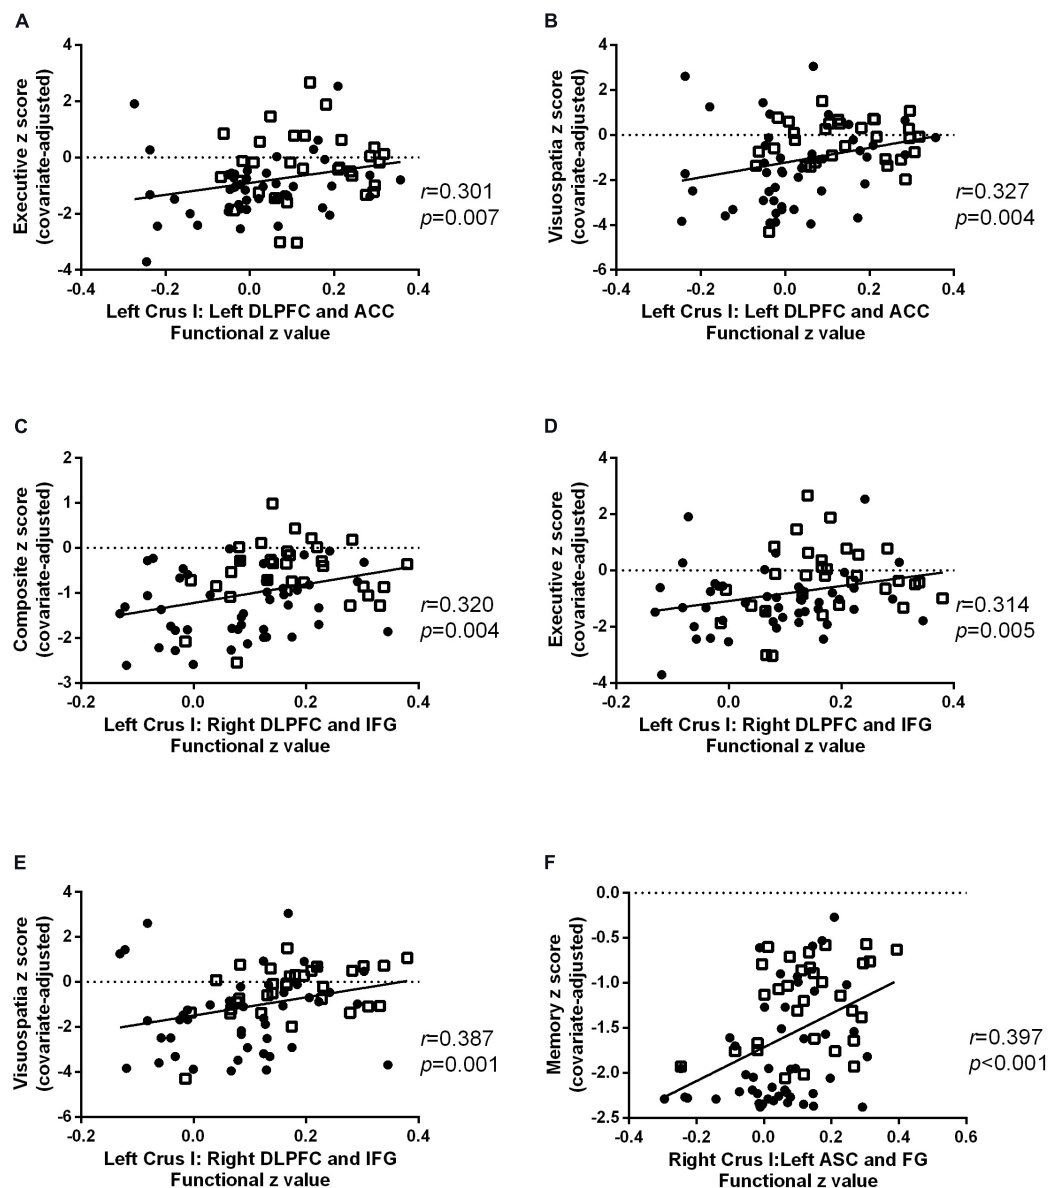 A
Executive z score
(covariate-adjusted)
4
2
0
-2
-4
-0.4
-0.2
0.0
0.2
0.4
r=0.301
p=0.007
Left Crus I: Left DLPFC and ACC
Functional z value
B
Visuospatia z score
(covariate-adjusted)
4
2
0
-2
-4
-6
-0.4
-0.2
0.0
0.2
0.4
r=0.327
p=0.004
Left Crus I: Left DLPFC and ACC
Functional z value
C
Composite z score
(covariate-adjusted)
2
1
0
-1
-2
-3
-0.2
0.0
0.2
0.4
r=0.320
p=0.004
Left Crus I: Right DLPFC and IFG
Functional z value
D
Executive z score
(covariate-adjusted)
4
2
0
-2
-4
-0.2
0.0
0.2
0.4
r=0.314
p=0.005
Left Crus I: Right DLPFC and IFG
Functional z value
E
Visuospatia z score
(covariate-adjusted)
4
2
0
-2
-4
-6
-0.2
0.0
0.2
0.4
r=0.387
p=0.001
Left Crus I: Right DLPFC and IFG
Functional z value
F
Memory z score
(covariate-adjusted)
0.0
-0.5
-1.0
-1.5
-2.0
-2.5
-0.4
-0.2
0.0
0.2
0.4
0.6
r=0.397
p<0.001
Right Crus I:Left ASC and FG
Functional z value